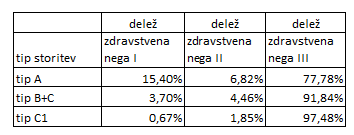 delež delež delež
tip storitev zdravstvena nega I zdravstvena nega II zdravstvena nega III
tip A 15,40% 6,82% 77,78%
tip B+C 3,70% 4,46% 91,84%
tip C1 0,67% 1,85% 97,48%